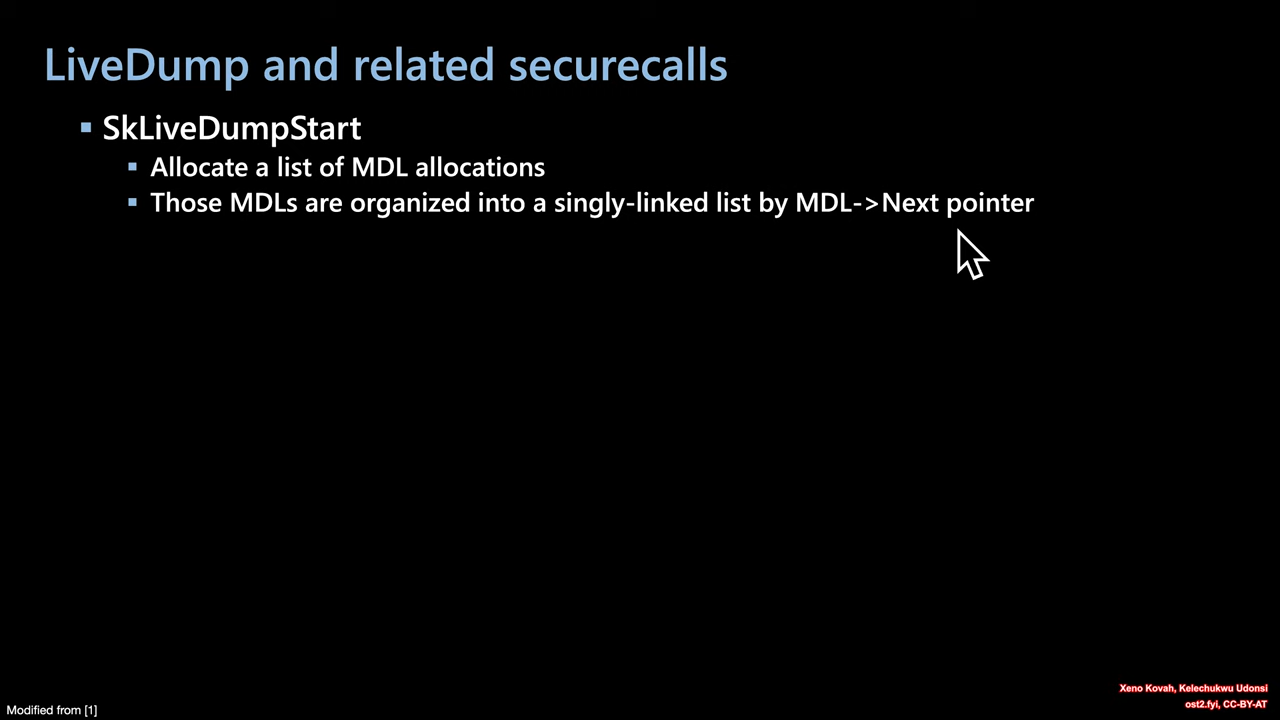 LiveDump and related securecalls
SkLiveDumpStart
Allocate a list of MDL allocations
Those MDLs are organized into a singly-linked list by MDL->Next pointer
Xeno Kovah, Kelechukwu Udonsi
ost2.fyi, CC-BY-AT
Modified from [1]